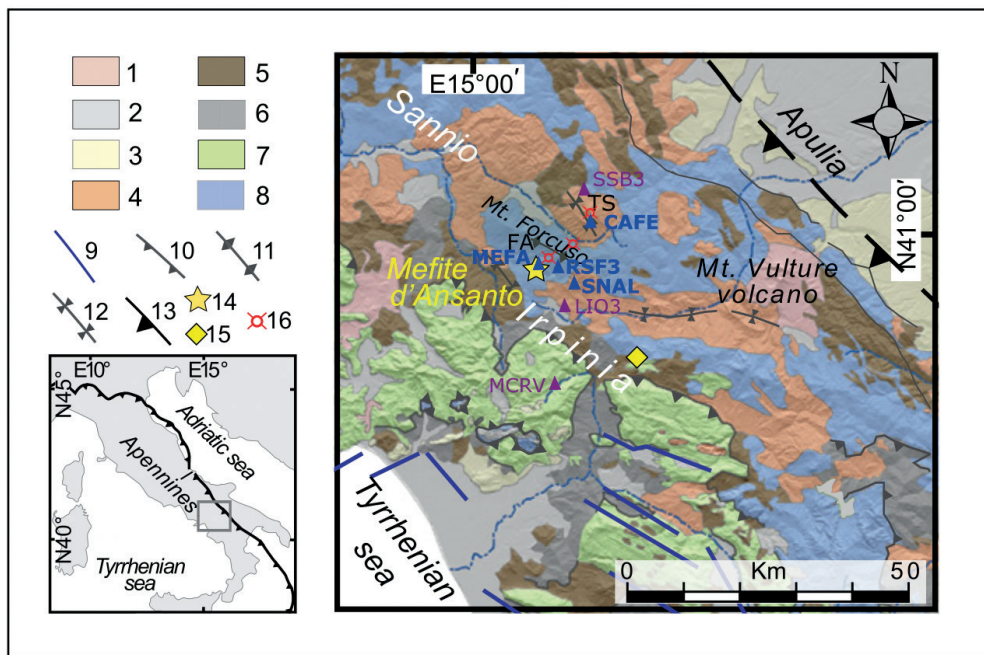 1
2
3
4
5
6
7
8
9
10
11
12
13
14
15
16
E10°
E15°
N45°
N40°
Adriatic sea
Apennines
Tyrrhenian
sea
E15°00′
N
Sannio
Apulia
N41°00′
SSB3
TS
CAFE
Mt. Forcuso
FA
MEFA
RSF3
Mefite
d'Ansanto
SNAL
LIO3
Mt. Vulture
volcano
Irpinia
MCRV
Tyrrhenian
sea
0 Km 50